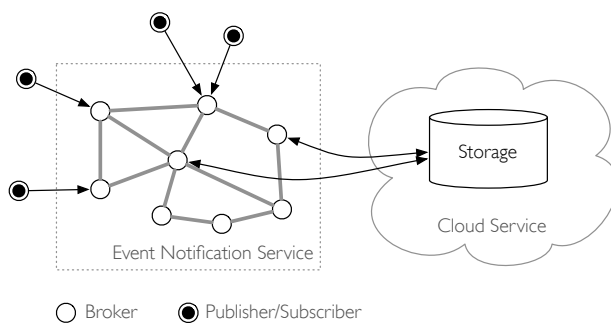 Storage
Cloud Service
Event Notification Service
Broker
Publisher/Subscriber